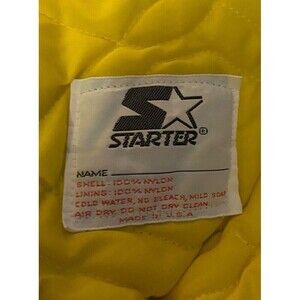 STARTER®
NAME
SHELL: 100% NYLON
LINING: 100% NYLON
COLD WATER, NO BLEACH, MILD SOAP
AIR DRY DO NOT DRY CLEAN
MADE IN U.S.A